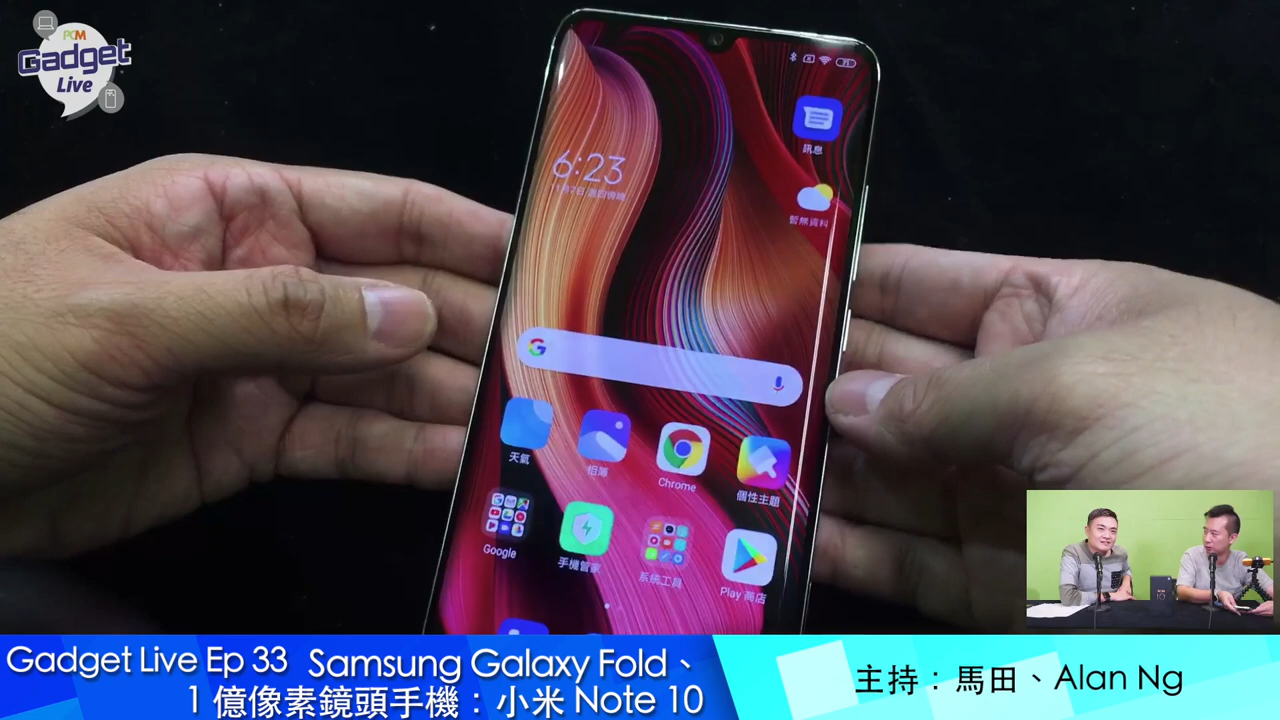 PCM
Gadget
Live
71
訊息
6:23
暫無資料
天氣
相簿
Chrome
個性主題
Google
手機管家
系統工具
Play 商店
Gadget Live Ep 33 Samsung Galaxy Fold、
1 億像素鏡頭手機：小米 Note 10
主持：馬田、Alan Ng